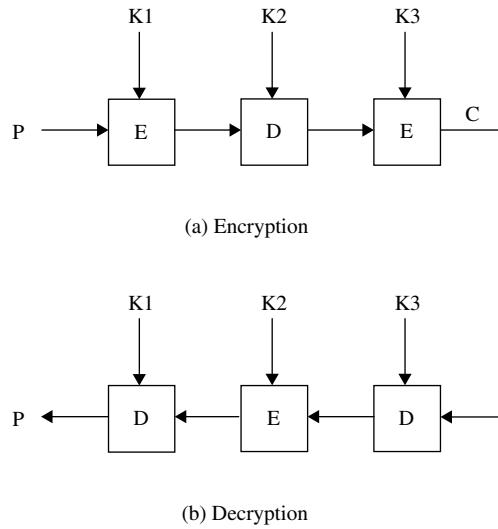 K1 K2 K3
P E D E C
(a) Encryption
K1 K2 K3
P D E D
(b) Decryption